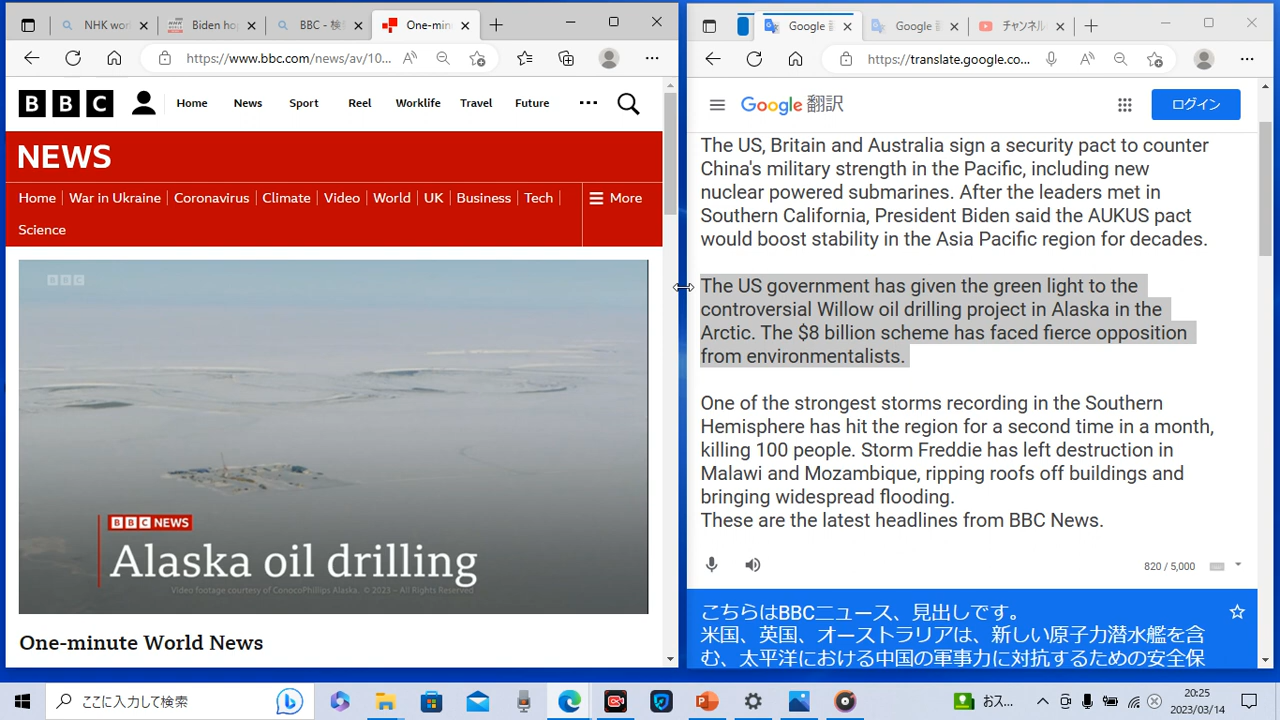 NHK wor
Biden ho
BBC - 検
One-min
https://www.bbc.com/news/av/10...
BBC
Home
News
Sport
Reel
Worklife
Travel
Future
NEWS
Home
War in Ukraine
Coronavirus
Climate
Video
World
UK
Business
Tech
More
Science
BBC
BBC NEWS
Alaska oil drilling
Video footage courtesy of ConocoPhillips Alaska. © 2023 – All Rights Reserved
One-minute World News
Google
Google
チャンネル
https://translate.google.co...
Google 翻訳
ログイン
The US, Britain and Australia sign a security pact to counter
China's military strength in the Pacific, including new
nuclear powered submarines. After the leaders met in
Southern California, President Biden said the AUKUS pact
would boost stability in the Asia Pacific region for decades.
The US government has given the green light to the
controversial Willow oil drilling project in Alaska in the
Arctic. The $8 billion scheme has faced fierce opposition
from environmentalists.
One of the strongest storms recording in the Southern
Hemisphere has hit the region for a second time in a month,
killing 100 people. Storm Freddie has left destruction in
Malawi and Mozambique, ripping roofs off buildings and
bringing widespread flooding.
These are the latest headlines from BBC News.
820 / 5,000
こちらはBBCニュース、見出しです。
米国、英国、オーストラリアは、新しい原子力潜水艦を含
む、太平洋における中国の軍事力に対抗するための安全保
ここに入力して検索
おス...
20:25
2023/03/14